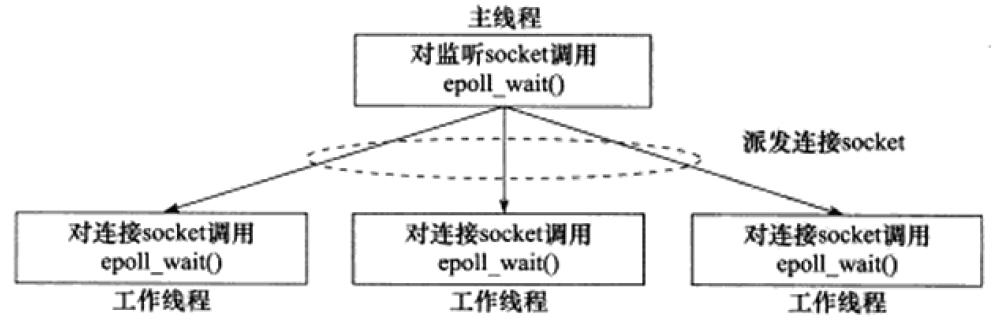 主线程
对监听socket调用
epoll_wait()
派发连接socket
对连接socket调用
epoll_wait()
工作线程
对连接socket调用
epoll_wait()
工作线程
对连接socket调用
epoll_wait()
工作线程